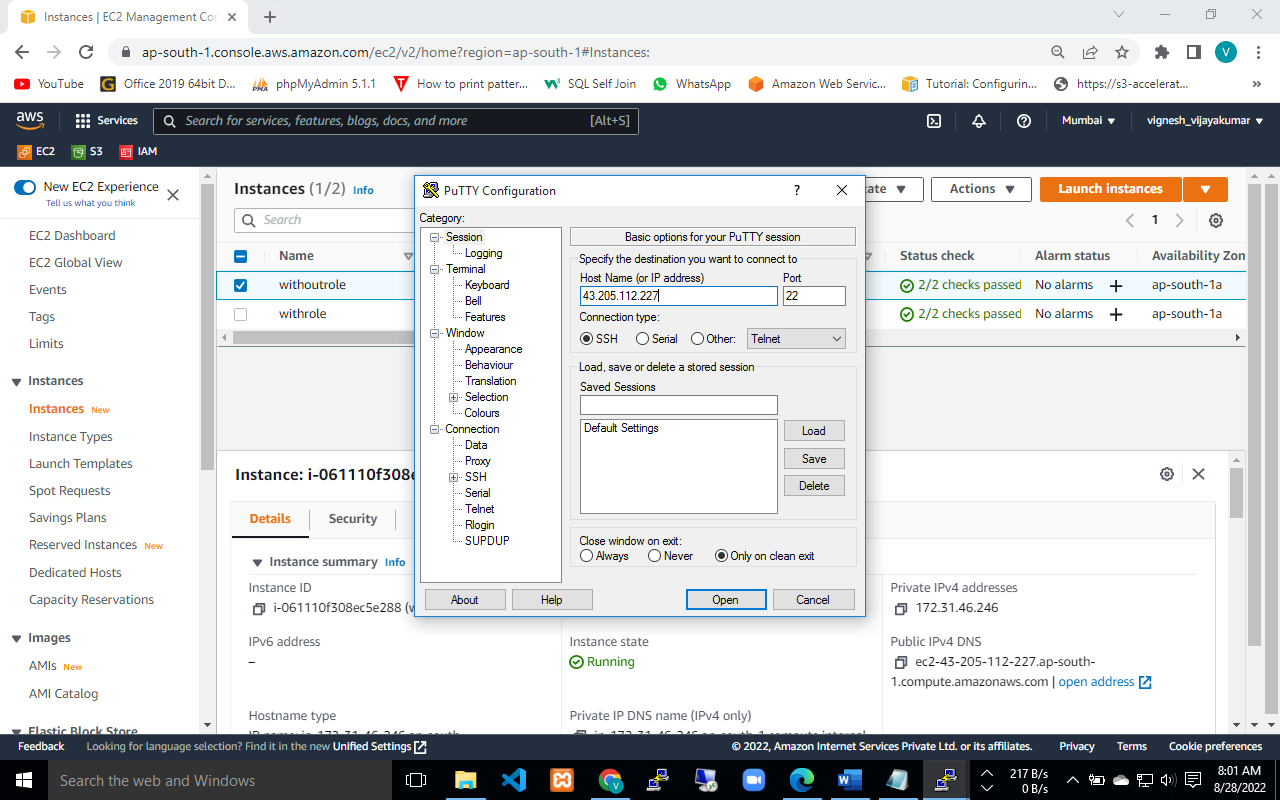 Instances | EC2 Management Con
ap-south-1.console.aws.amazon.com/ec2/v2/home?region=ap-south-1#Instances:
V
YouTube
Office 2019 64bit D...
phpMyAdmin 5.1.1
How to print patter...
SQL Self Join
WhatsApp
Amazon Web Servic...
Tutorial: Configurin...
https://s3-accelerat...
»
aws
Services
Search for services, features, blogs, docs, and more
[Alt+S]
Mumbai
vignesh_vijayakumar
EC2
S3
IAM
New EC2 Experience
Tell us what you think
EC2 Dashboard
EC2 Global View
Events
Tags
Limits
Instances
Instances New
Instance Types
Launch Templates
Spot Requests
Savings Plans
Reserved Instances New
Dedicated Hosts
Capacity Reservations
Images
AMIs New
AMI Catalog
Elastic Block Store
Instances (1/2) Info
Actions
Launch instances
Search
1
Name
Status check
Alarm status
Availability Zon
withoutrole
2/2 checks passed
No alarms
ap-south-1a
withrole
2/2 checks passed
No alarms
ap-south-1a
PuTTY Configuration
?
Category:
Session
Logging
Terminal
Keyboard
Bell
Features
Window
Appearance
Behaviour
Translation
Selection
Colours
Connection
Data
Proxy
SSH
Serial
Telnet
Rlogin
SUPDUP
Basic options for your PuTTY session
Specify the destination you want to connect to
Host Name (or IP address)
Port
43.205.112.227
22
Connection type:
SSH
Serial
Other:
Telnet
Load, save or delete a stored session
Saved Sessions
Default Settings
Load
Save
Delete
Close window on exit:
Always
Never
Only on clean exit
About
Help
Open
Cancel
Instance: i-061110f308ec
Details
Security
Instance summary Info
Instance ID
i-061110f308ec5e288 (w
Private IPv4 addresses
172.31.46.246
IPv6 address
–
Instance state
Running
Public IPv4 DNS
ec2-43-205-112-227.ap-south-
1.compute.amazonaws.com | open address
Hostname type
Private IP DNS name (IPv4 only)
Feedback
Looking for language selection? Find it in the new Unified Settings
© 2022, Amazon Internet Services Private Ltd. or its affiliates.
Privacy
Terms
Cookie preferences
Search the web and Windows
217 B/s
0 B/s
8:01 AM
8/28/2022